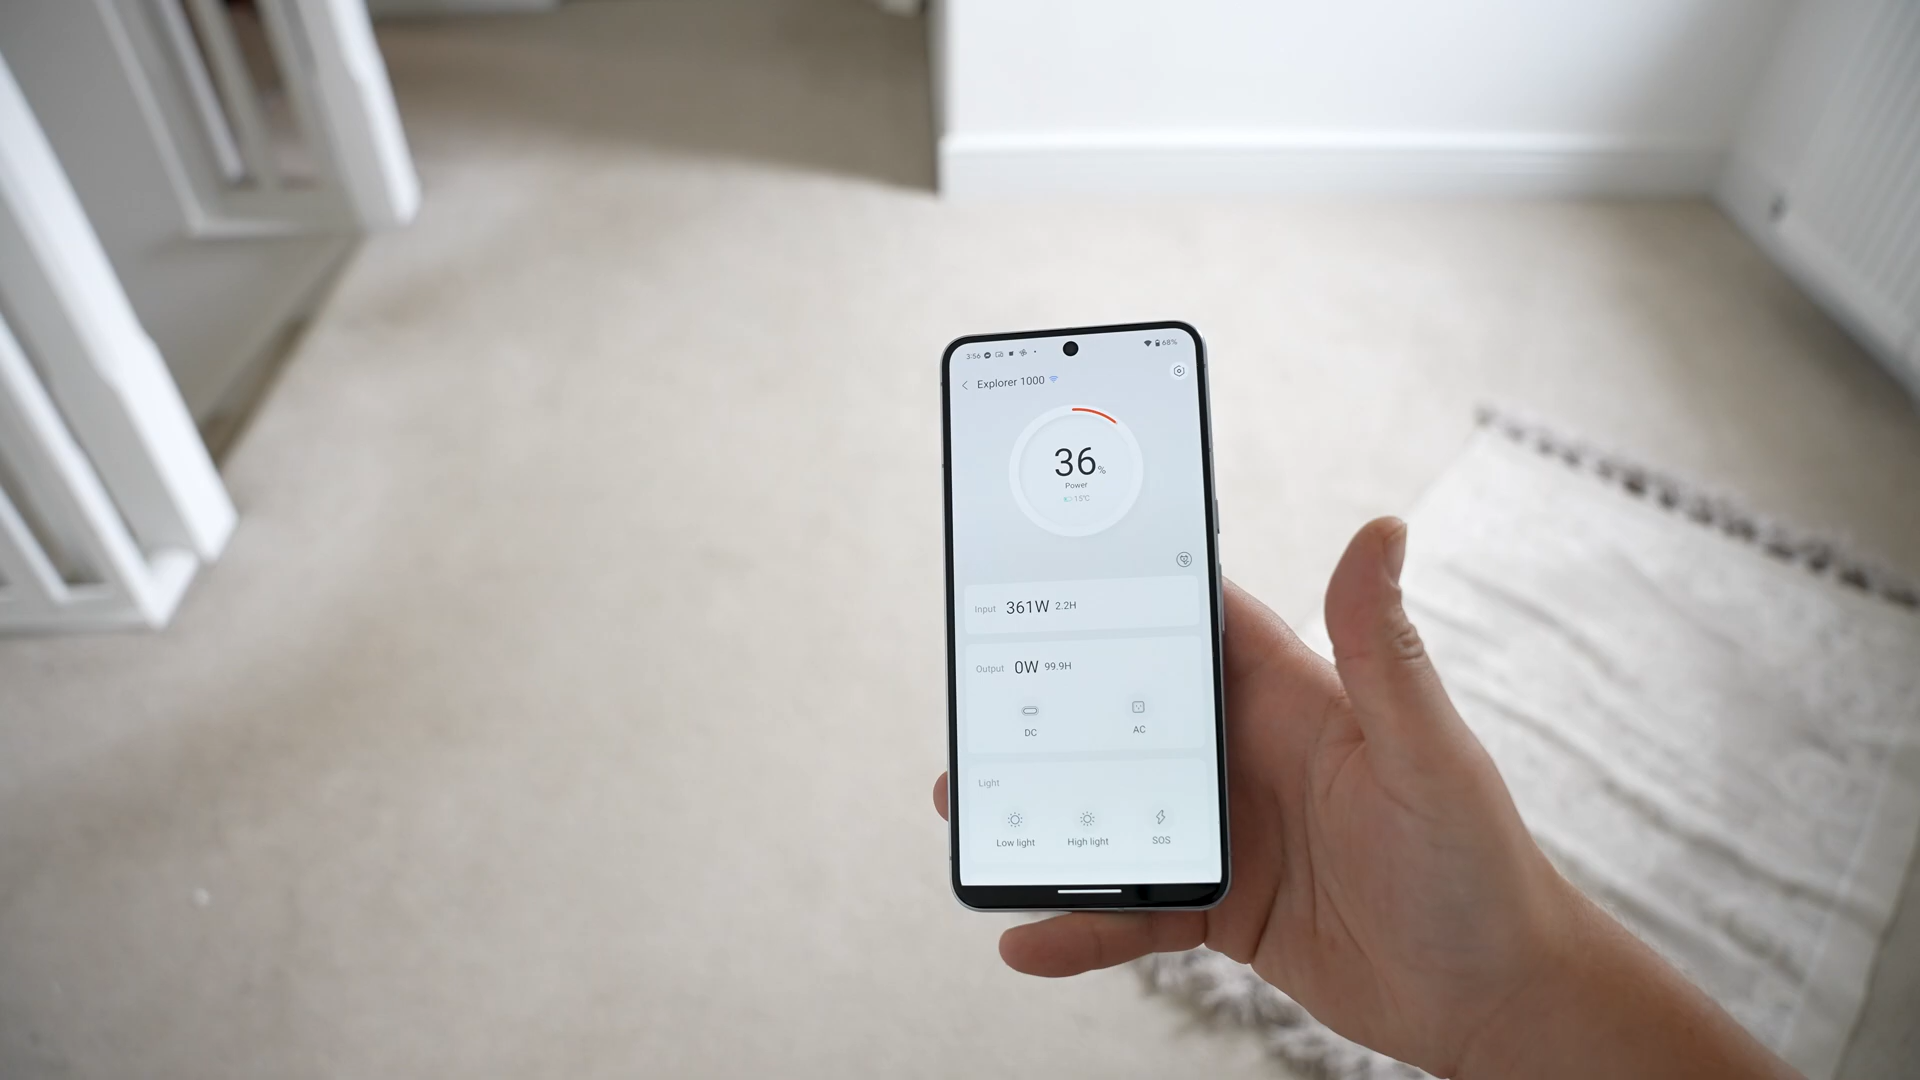 3:56 68%
Explorer 1000
36%
Power
15°C
Input 361W 2.2H
Output 0W 99.9H
DC AC
Light
Low light High light SOS